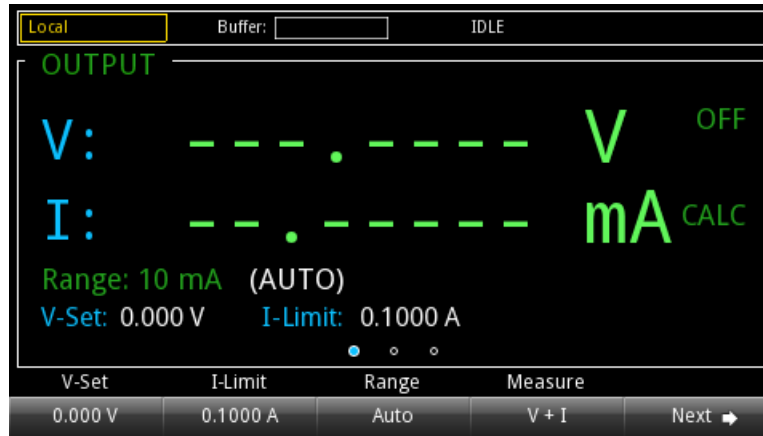 Local Buffer: IDLE
OUTPUT
V: ---.---- V OFF
I: --.----- mA CALC
Range: 10 mA (AUTO)
V-Set: 0.000 V I-Limit: 0.1000 A
V-Set I-Limit Range Measure
0.000 V 0.1000 A Auto V + I Next